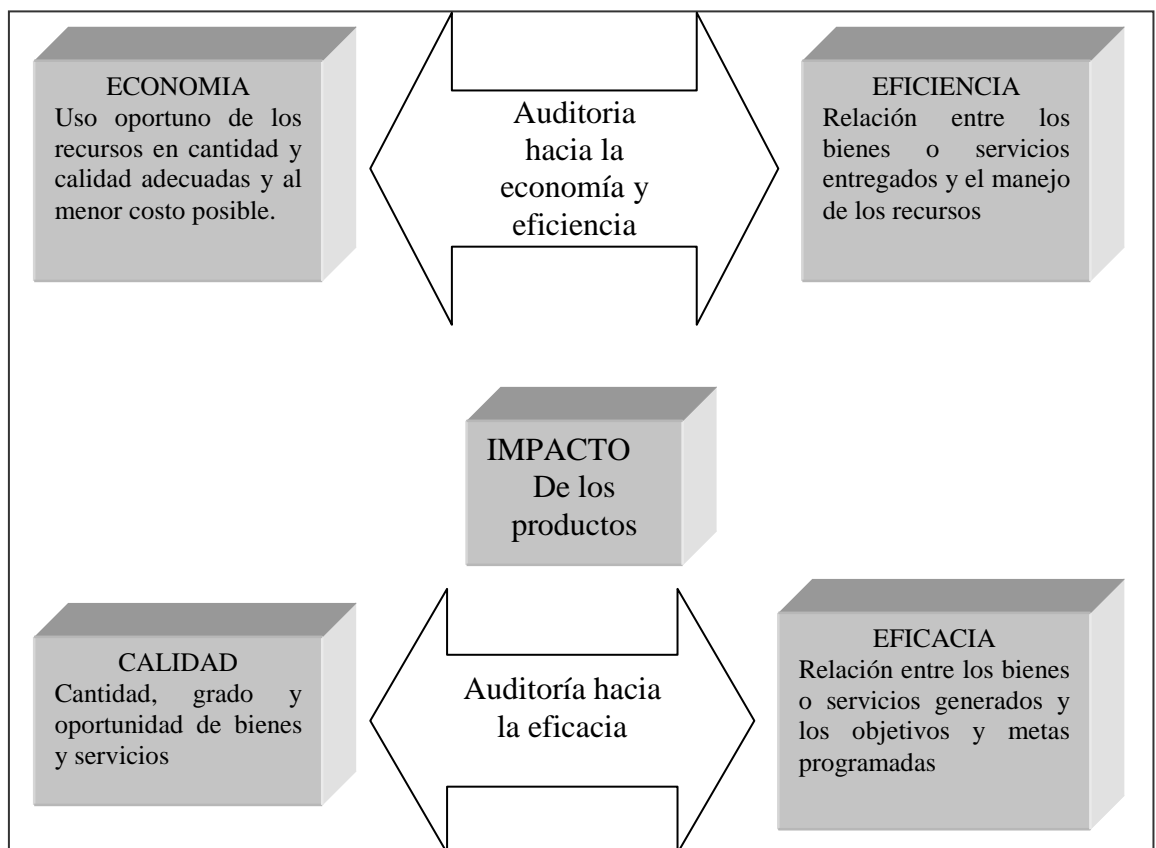 ECONOMIA
Uso oportuno de los
recursos en cantidad y
calidad adecuadas y al
menor costo posible.
Auditoria
hacia la
economía y
eficiencia
EFICIENCIA
Relación entre los
bienes o servicios
entregados y el manejo
de los recursos
IMPACTO
De los
productos
CALIDAD
Cantidad, grado y
oportunidad de bienes
y servicios
Auditoría hacia
la eficacia
EFICACIA
Relación entre los bienes
o servicios generados y
los objetivos y metas
programadas